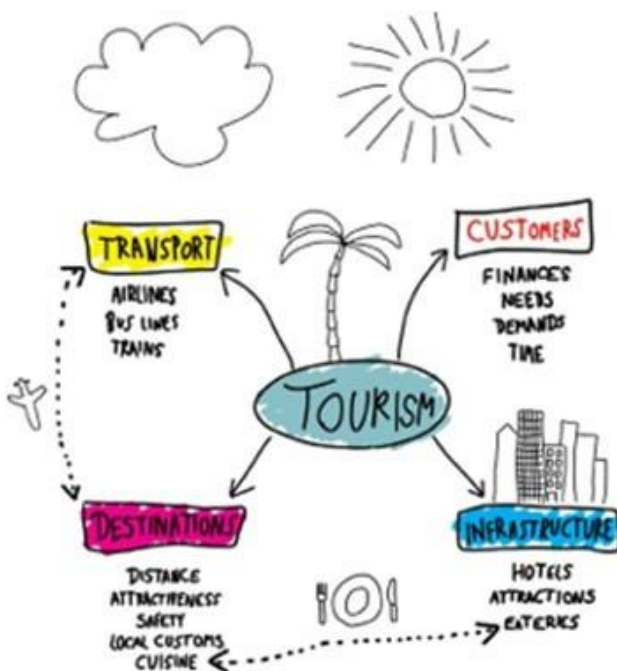 TRANSPORT
AIRLINES
BUS LINES
TRAINS
CUSTOMERS
FINANCES
NEEDS
DEMANDS
TIME
TOURISM
DESTINATIONS
DISTANCE
ATTRACTIVENESS
SAFETY
LOCAL CUSTOMS
CUISINE
INFRASTRUCTURE
HOTELS
ATTRACTIONS
EATERIES